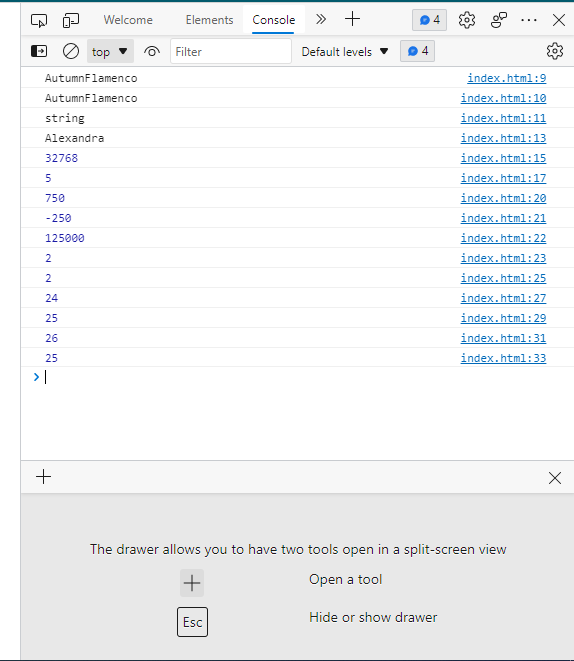 Welcome Elements Console 4
top Filter Default levels 4
AutumnFlamenco index.html:9
AutumnFlamenco index.html:10
string index.html:11
Alexandra index.html:13
32768 index.html:15
5 index.html:17
750 index.html:20
-250 index.html:21
125000 index.html:22
2 index.html:23
2 index.html:25
24 index.html:27
25 index.html:29
26 index.html:31
25 index.html:33
The drawer allows you to have two tools open in a split-screen view
Open a tool
Esc Hide or show drawer